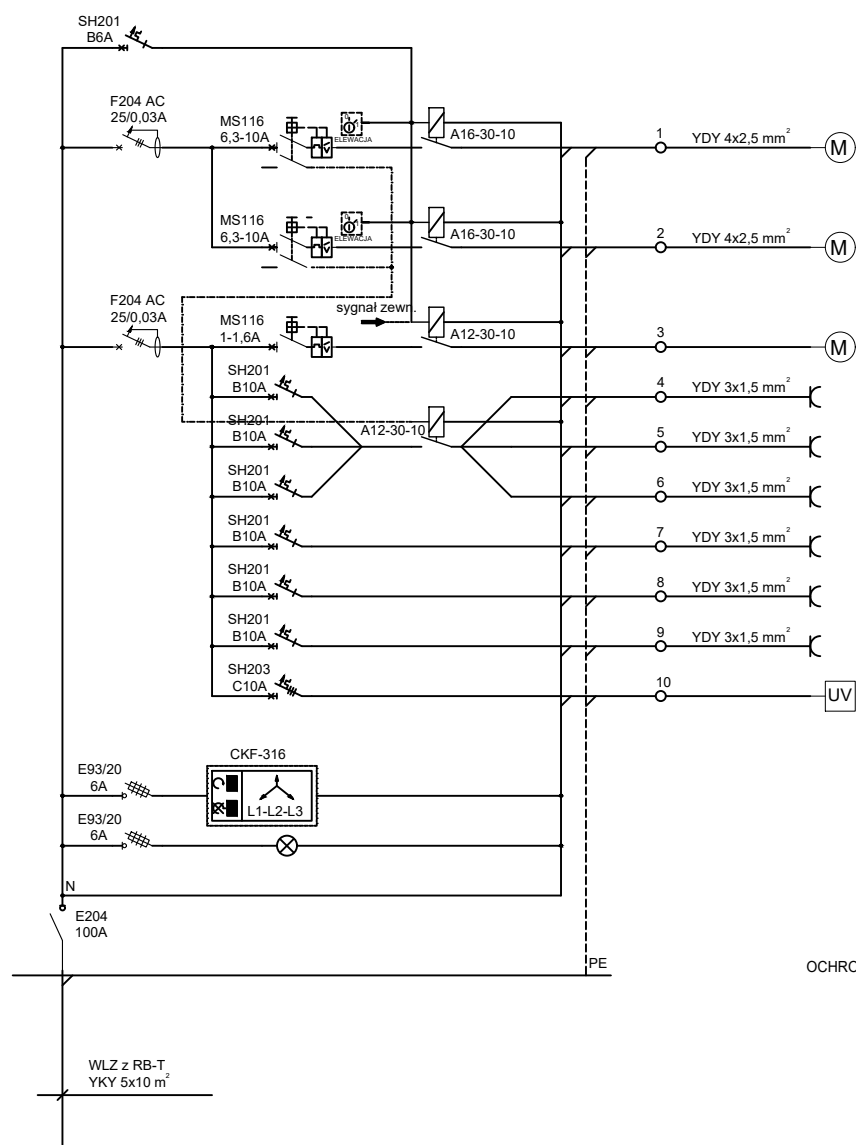 SH201
B6A
F204 AC
25/0,03A
MS116
6,3-10A
ELEWACJA
A16-30-10
1
YDY 4x2,5 mm²
M
MS116
6,3-10A
ELEWACJA
A16-30-10
2
YDY 4x2,5 mm²
M
F204 AC
25/0,03A
sygnał zewn.
MS116
1-1,6A
A12-30-10
3
M
SH201
B10A
4
YDY 3x1,5 mm²
SH201
B10A
A12-30-10
5
YDY 3x1,5 mm²
SH201
B10A
6
YDY 3x1,5 mm²
SH201
B10A
7
YDY 3x1,5 mm²
SH201
B10A
8
YDY 3x1,5 mm²
SH201
B10A
9
YDY 3x1,5 mm²
SH203
C10A
10
UV
CKF-316
E93/20
6A
L1-L2-L3
E93/20
6A
N
E204
100A
PE
OCHRO
WLZ z RB-T
YKY 5x10 m²